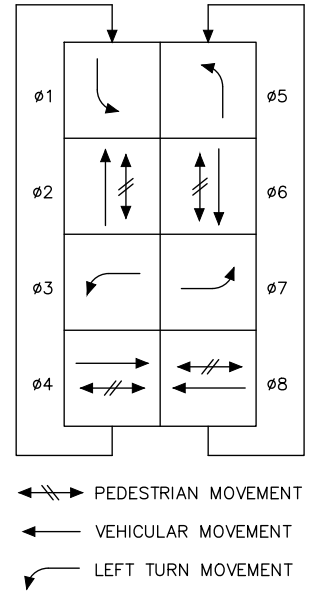 ø1
ø5
ø2
ø6
ø3
ø7
ø4
ø8
PEDESTRIAN MOVEMENT
VEHICULAR MOVEMENT
LEFT TURN MOVEMENT